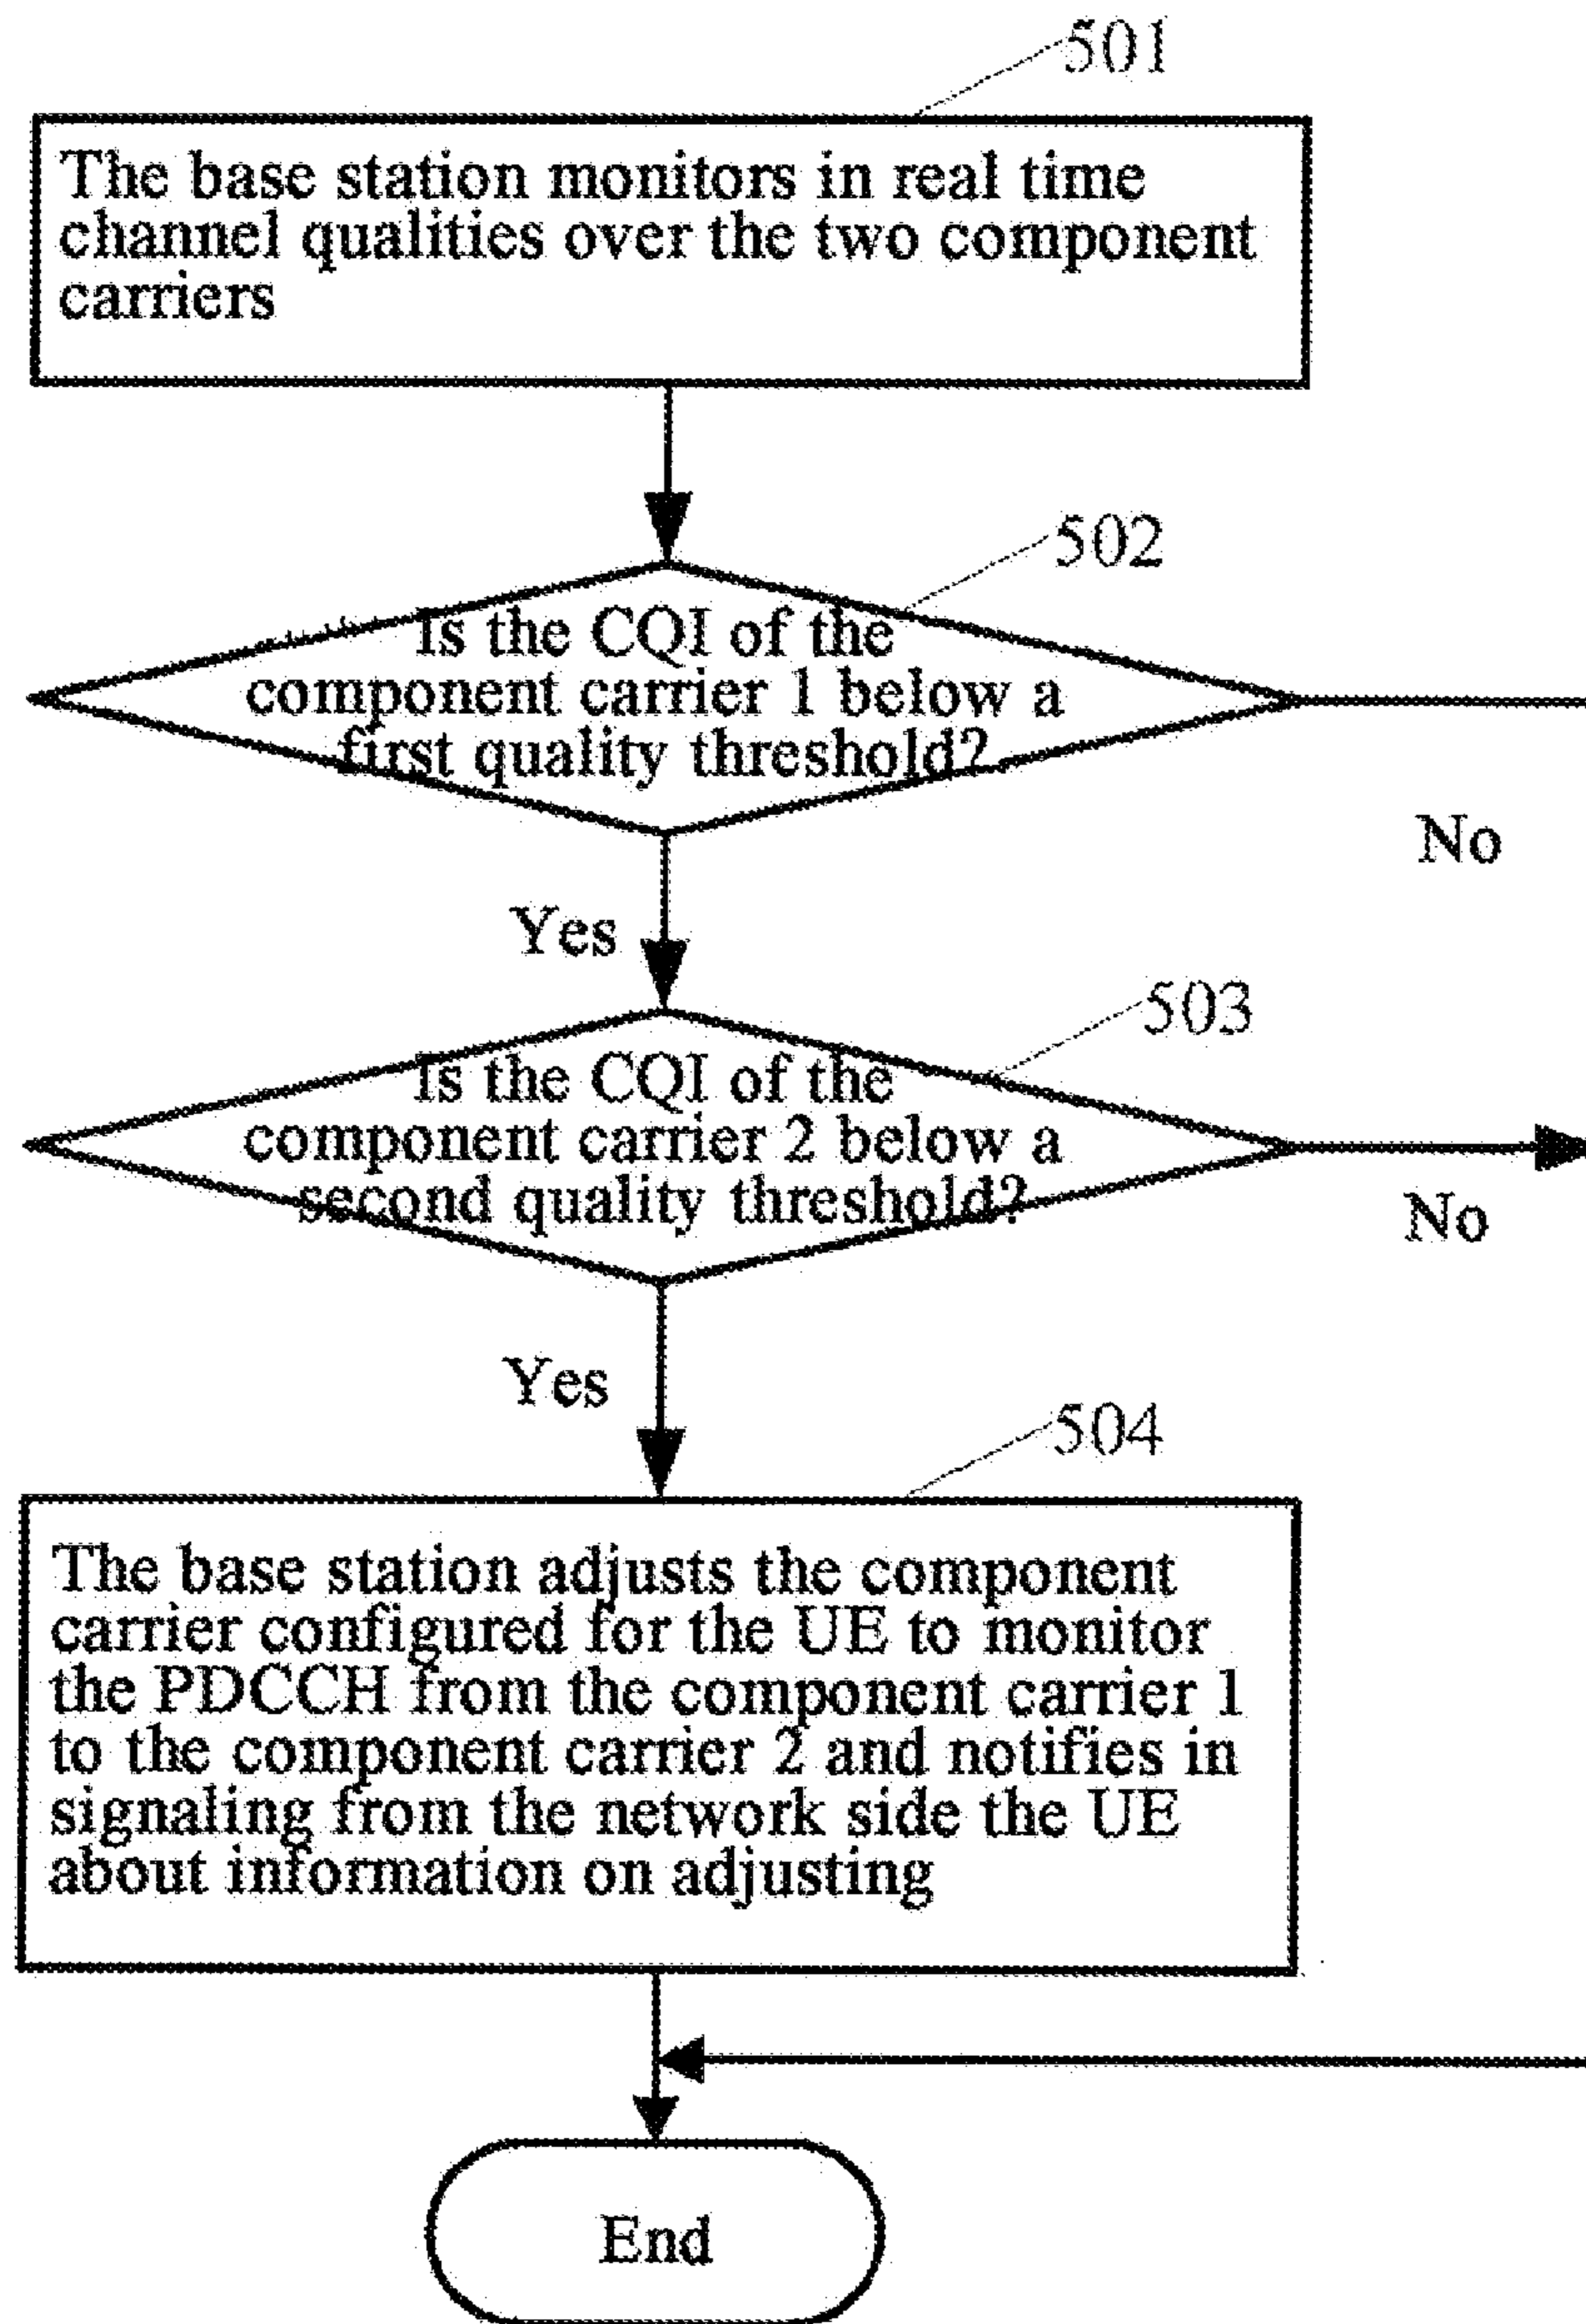 501
The base station monitors in real time
channel qualities over the two component
carriers
502
Is the CQI of the
component carrier 1 below a
first quality threshold?
No
Yes
503
Is the CQI of the
component carrier 2 below a
second quality threshold?
No
Yes
504
The base station adjusts the component
carrier configured for the UE to monitor
the PDCCH from the component carrier 1
to the component carrier 2 and notifies in
signaling from the network side the UE
about information on adjusting
End